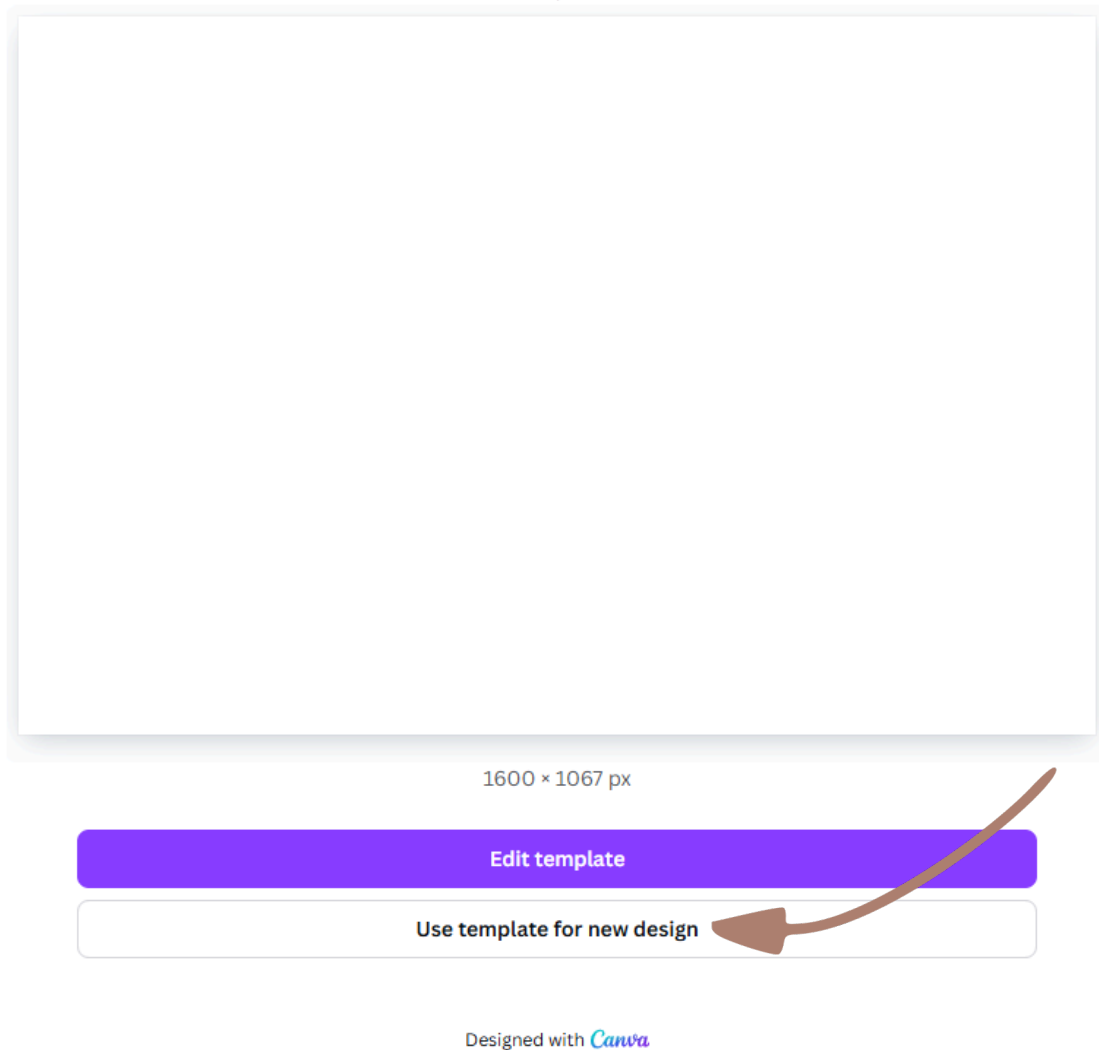 1600 × 1067 px
Edit template
Use template for new design
Designed with Canva